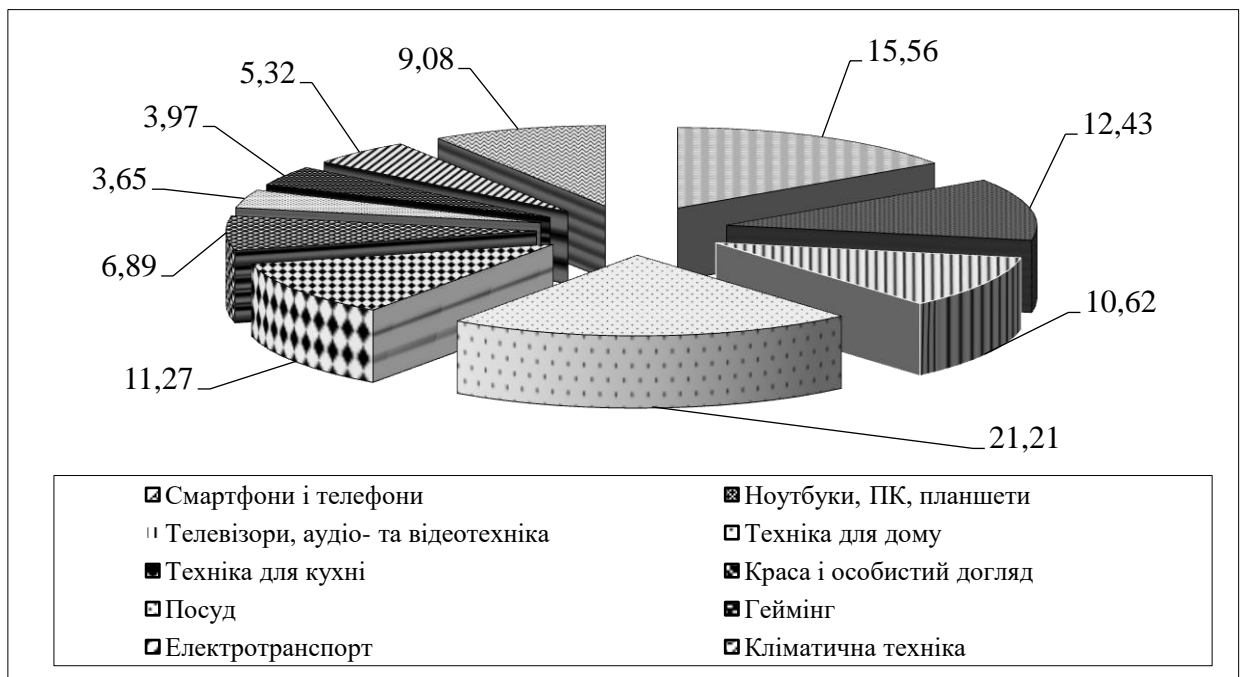 9,08
15,56
5,32
3,97
12,43
3,65
6,89
10,62
11,27
21,21
Смартфони і телефони
Ноутбуки, ПК, планшети
Телевізори, аудіо- та відеотехніка
Техніка для дому
Техніка для кухні
Краса і особистий догляд
Посуд
Геймінг
Електротранспорт
Кліматична техніка